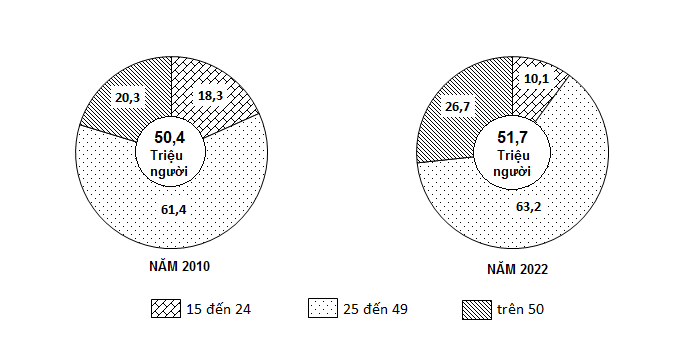 20,3
18,3
50,4
Triệu
người
61,4
NĂM 2010
10,1
26,7
51,7
Triệu
người
63,2
NĂM 2022
15 đến 24
25 đến 49
trên 50